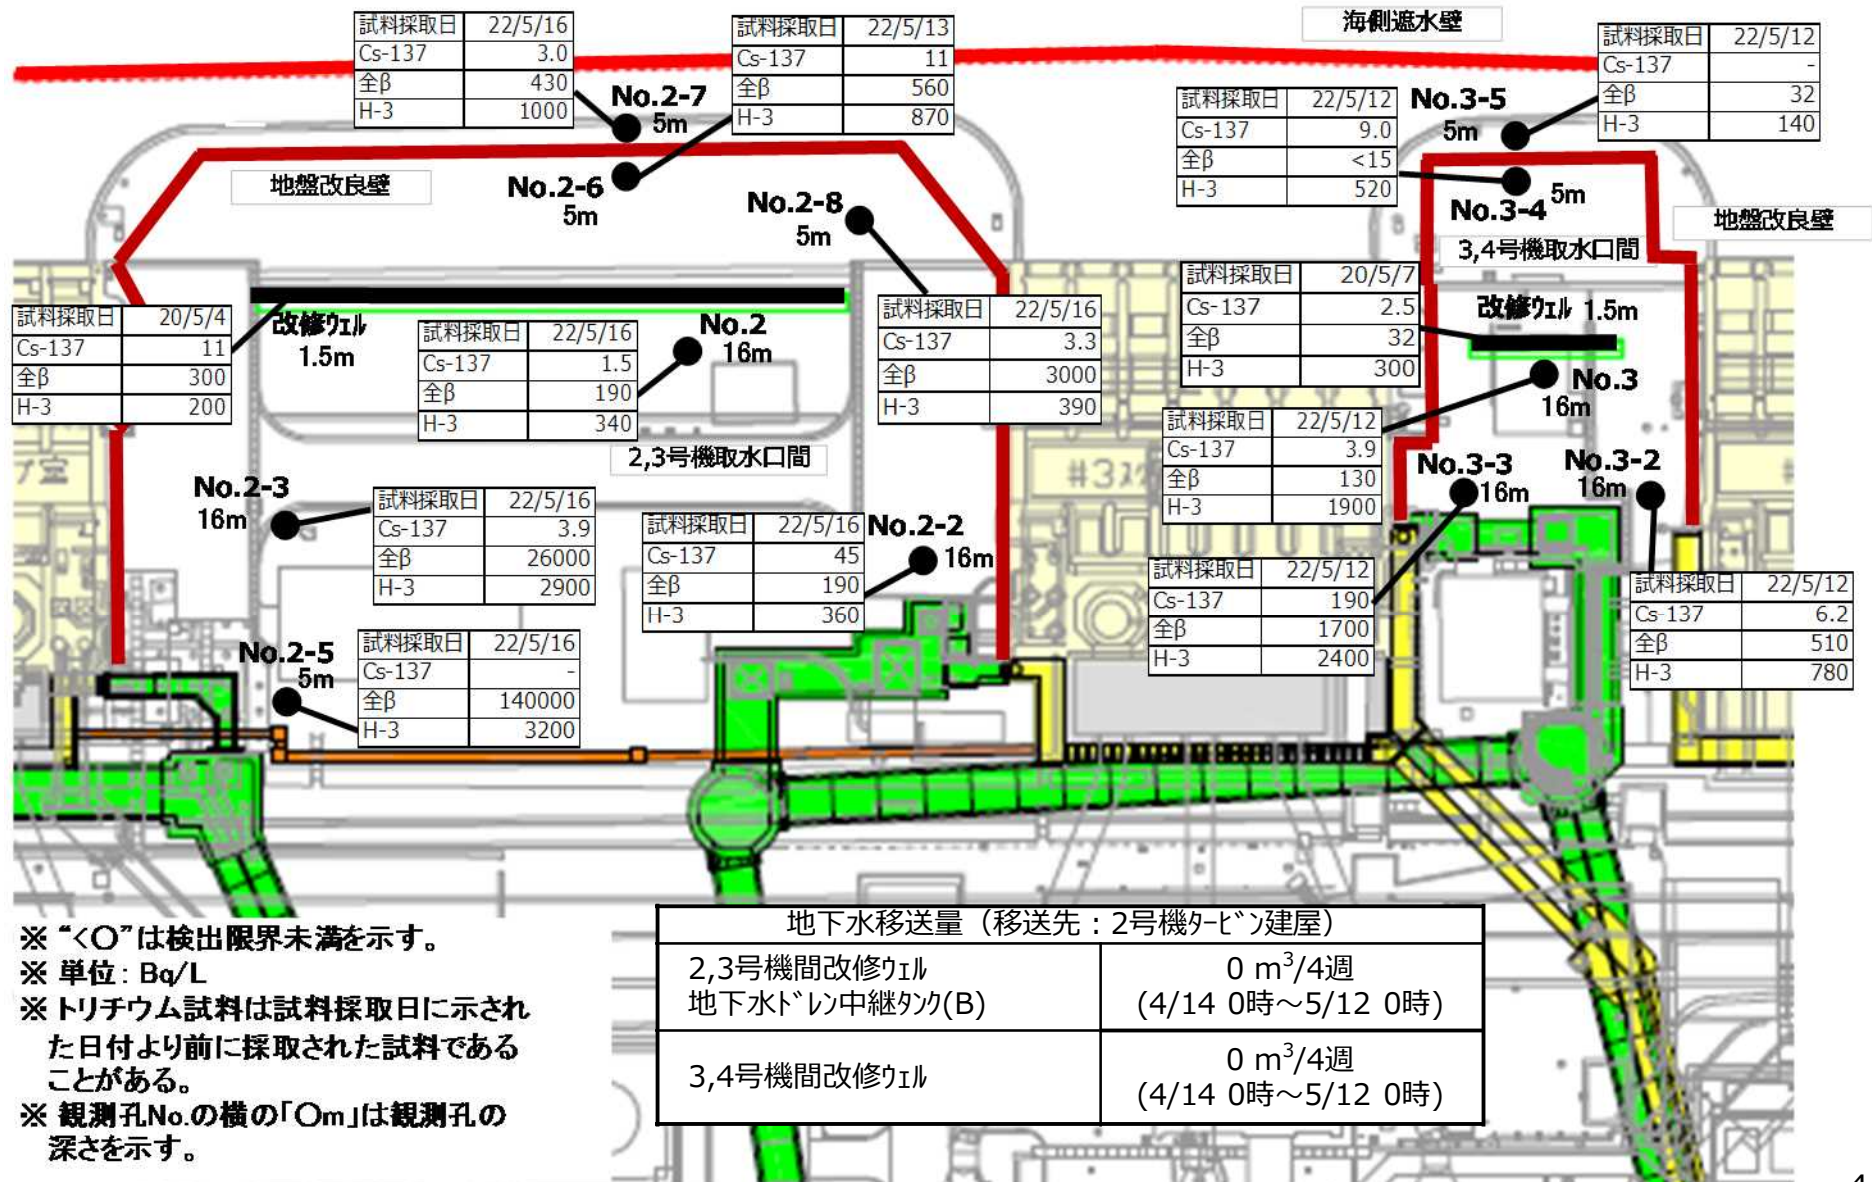 海側遮水壁
試料採取日 22/5/16
Cs-137 3.0
全β 430
H-3 1000
No.2-7
5m
試料採取日 22/5/13
Cs-137 11
全β 560
H-3 870
No.2-6
5m
地盤改良壁
No.2-8
5m
試料採取日 22/5/16
Cs-137 3.3
全β 3000
H-3 390
試料採取日 22/5/12
Cs-137 9.0
全β <15
H-3 520
No.3-5
5m
試料採取日 22/5/12
Cs-137 -
全β 32
H-3 140
No.3-4
5m
地盤改良壁
3,4号機取水口間
試料採取日 20/5/4
Cs-137 11
全β 300
H-3 200
改修ウェル
1.5m
試料採取日 22/5/16
Cs-137 1.5
全β 190
H-3 340
No.2
16m
2,3号機取水口間
試料採取日 20/5/7
Cs-137 2.5
全β 32
H-3 300
改修ウェル 1.5m
No.3
16m
試料採取日 22/5/12
Cs-137 3.9
全β 130
H-3 1900
No.2-3
16m
試料採取日 22/5/16
Cs-137 3.9
全β 26000
H-3 2900
試料採取日 22/5/16
Cs-137 45
全β 190
H-3 360
No.2-2
16m
#3ス
No.3-3
16m
No.3-2
16m
試料採取日 22/5/12
Cs-137 190
全β 1700
H-3 2400
試料採取日 22/5/12
Cs-137 6.2
全β 510
H-3 780
No.2-5
5m
試料採取日 22/5/16
Cs-137 -
全β 140000
H-3 3200
※ “<○”は検出限界未満を示す。
※ 単位: Bq/L
※ トリチウム試料は試料採取日に示され
た日付より前に採取された試料である
ことがある。
※ 観測孔No.の横の「○m」は観測孔の
深さを示す。
地下水移送量（移送先：2号機ﾀｰﾋﾞﾝ建屋）
2,3号機間改修ｳｪﾙ
地下水ﾄﾞﾚﾝ中継ﾀﾝｸ(B)
0 m³/4週
(4/14 0時～5/12 0時)
3,4号機間改修ｳｪﾙ
0 m³/4週
(4/14 0時～5/12 0時)